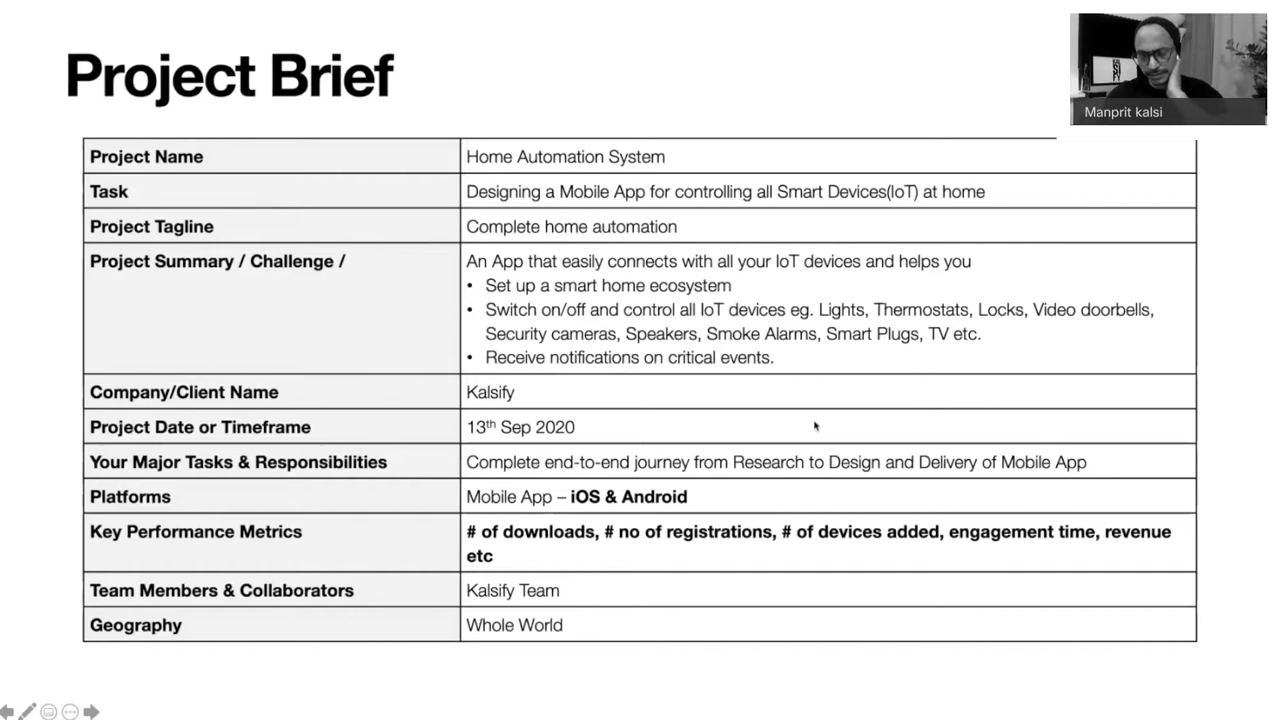 Project Brief
Manprit kalsi
Project Name
Home Automation System
Task
Designing a Mobile App for controlling all Smart Devices(IoT) at home
Project Tagline
Complete home automation
Project Summary / Challenge /
An App that easily connects with all your IoT devices and helps you
• Set up a smart home ecosystem
• Switch on/off and control all IoT devices eg. Lights, Thermostats, Locks, Video doorbells,
Security cameras, Speakers, Smoke Alarms, Smart Plugs, TV etc.
• Receive notifications on critical events.
Company/Client Name
Kalsify
Project Date or Timeframe
13th Sep 2020
Your Major Tasks & Responsibilities
Complete end-to-end journey from Research to Design and Delivery of Mobile App
Platforms
Mobile App – iOS & Android
Key Performance Metrics
# of downloads, # no of registrations, # of devices added, engagement time, revenue
etc
Team Members & Collaborators
Kalsify Team
Geography
Whole World